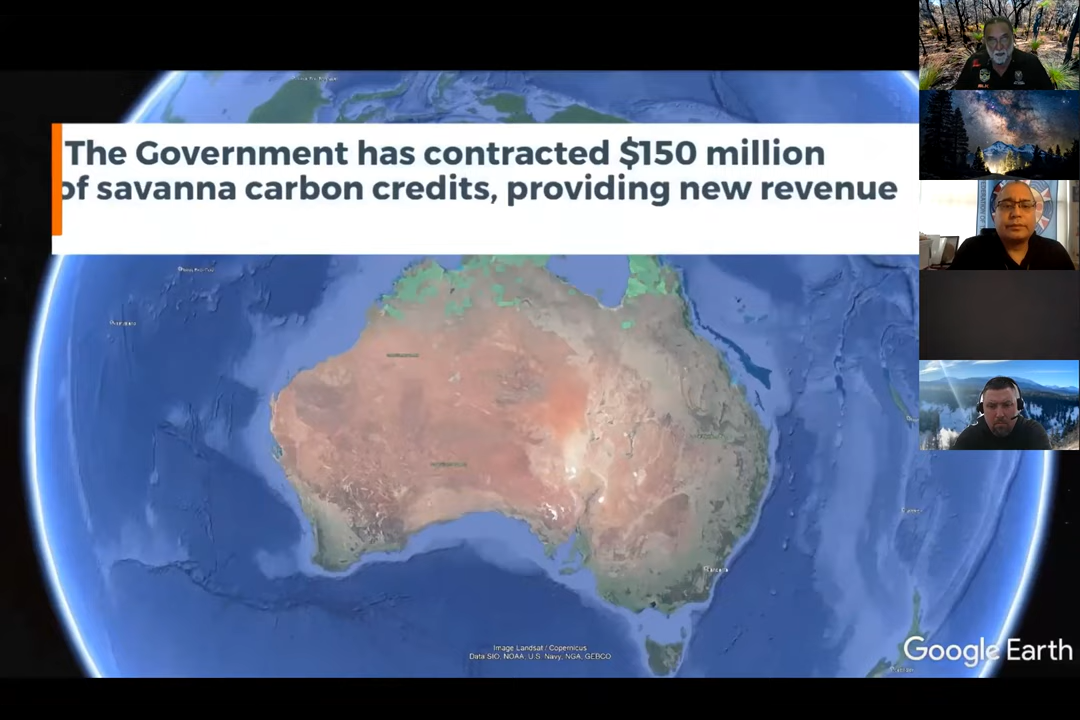 The Government has contracted $150 million
of savanna carbon credits, providing new revenue
Image Landsat / Copernicus
Data SIO, NOAA, U.S. Navy, NGA, GEBCO
Google Earth